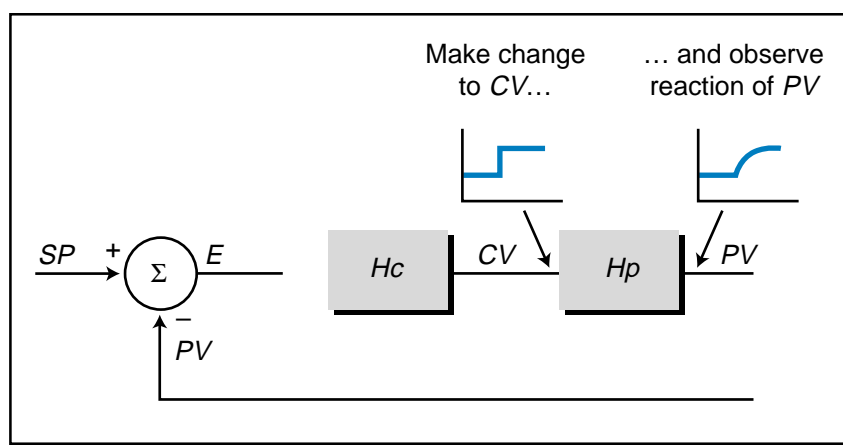 Make change
to CV…
… and observe
reaction of PV
SP
+
Σ
E
Hc
CV
Hp
PV
–
PV